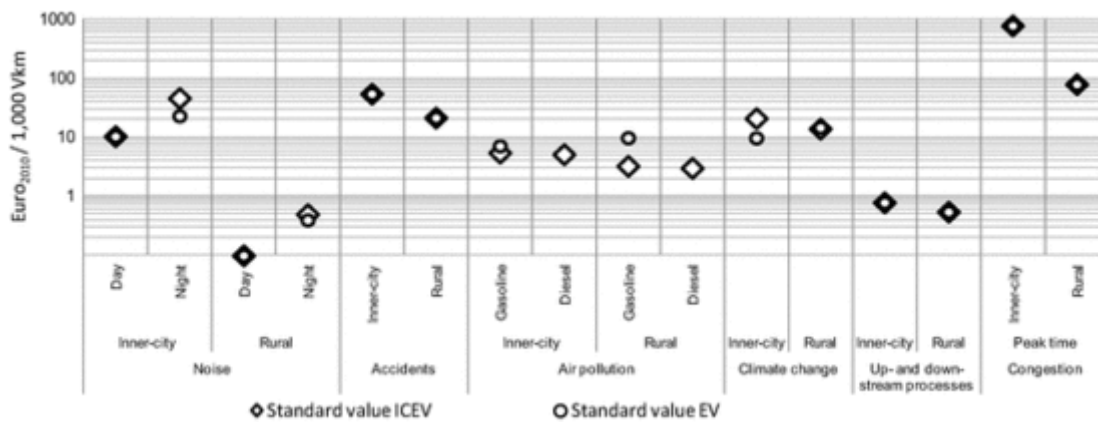 Euro2010/ 1,000 Vkm
1000
100
10
1
Day
Night
Day
Night
Inner-city
Rural
Gasoline
Diesel
Gasoline
Diesel
Inner-city
Rural
Inner-city Rural Inner-city Rural Inner-city Rural Inner-city Rural Peak time
Noise Accidents Air pollution Climate change Up- and down-
stream processes Congestion
Standard value ICEV Standard value EV